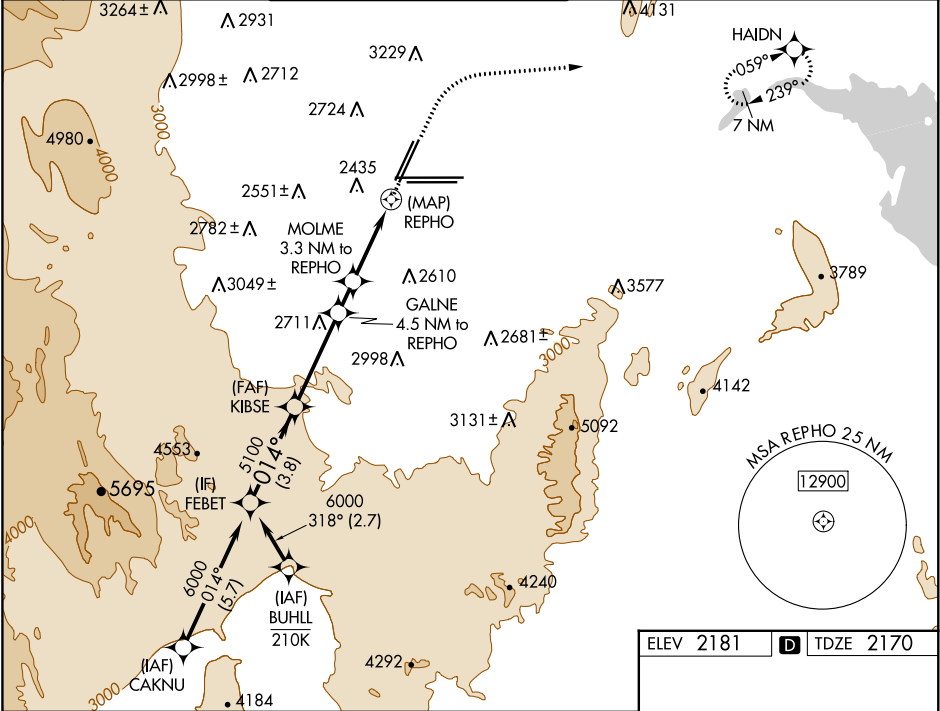 3264±
2931
4131
3229
HAIDN
2998±
2712
059°
239°
7 NM
2724
3000
4980
4000
2435
2551±
(MAP)
REPHO
2782±
MOLME
3.3 NM to
REPHO
3049±
2610
3577
3789
GALNE
4.5 NM to
REPHO
2711
2681±
3000
2998
(FAF)
KIBSE
4142
3131±
5092
4553
5100
014°
(3.8)
MSA REPHO 25 NM
12900
(IF)
FEBET
5695
6000
318° (2.7)
4000
6000
014°
(5.7)
(IAF)
BUHLL
210K
4240
(IAF)
CAKNU
4292
3000
4184
ELEV 2181 D TDZE 2170